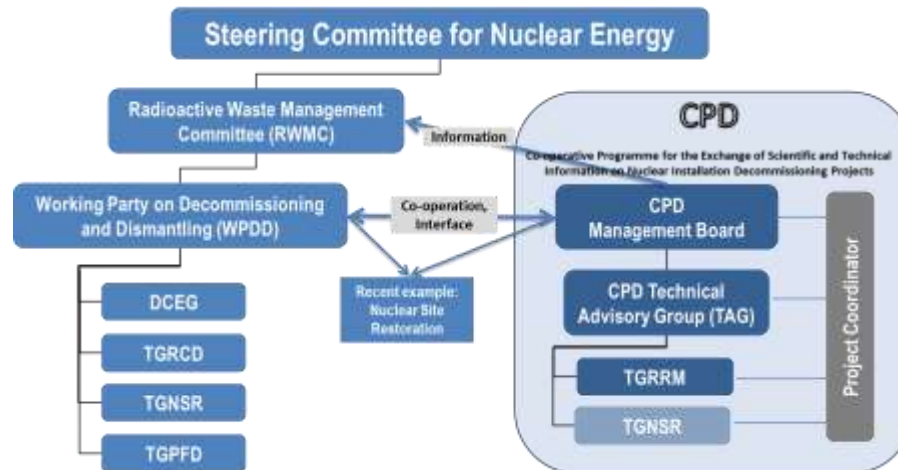 Steering Committee for Nuclear Energy
Radioactive Waste Management
Committee (RWMC)
Working Party on Decommissioning
and Dismantling (WPDD)
DCEG
TGRCD
TGNSR
TGPFD
Information
Co-operation,
Interface
Recent example:
Nuclear Site
Restoration
CPD
Co-operative Programme for the Exchange of Scientific and Technical
Information on Nuclear Installation Decommissioning Projects
CPD
Management Board
CPD Technical
Advisory Group (TAG)
TGRRM
TGNSR
Project Coordinator